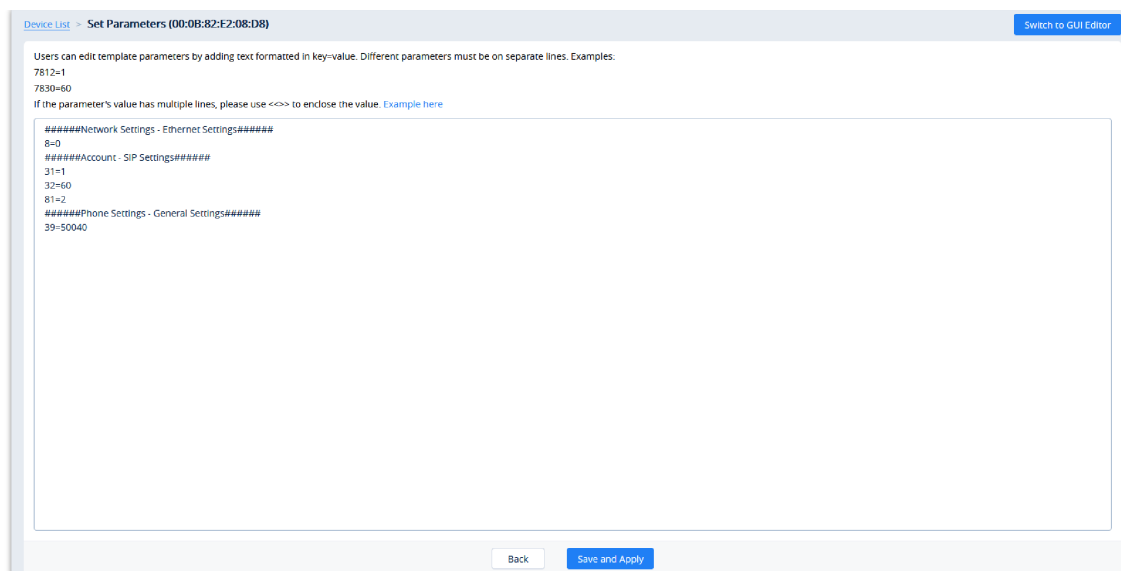 Device List > Set Parameters (00:0B:82:E2:08:D8)
Switch to GUI Editor
Users can edit template parameters by adding text formatted in key=value. Different parameters must be on separate lines. Examples:
7812=1
7830=60
If the parameter's value has multiple lines, please use <<>> to enclose the value. Example here
######Network Settings - Ethernet Settings######
8=0
######Account - SIP Settings######
31=1
32=60
81=2
######Phone Settings - General Settings######
39=50040
Back
Save and Apply